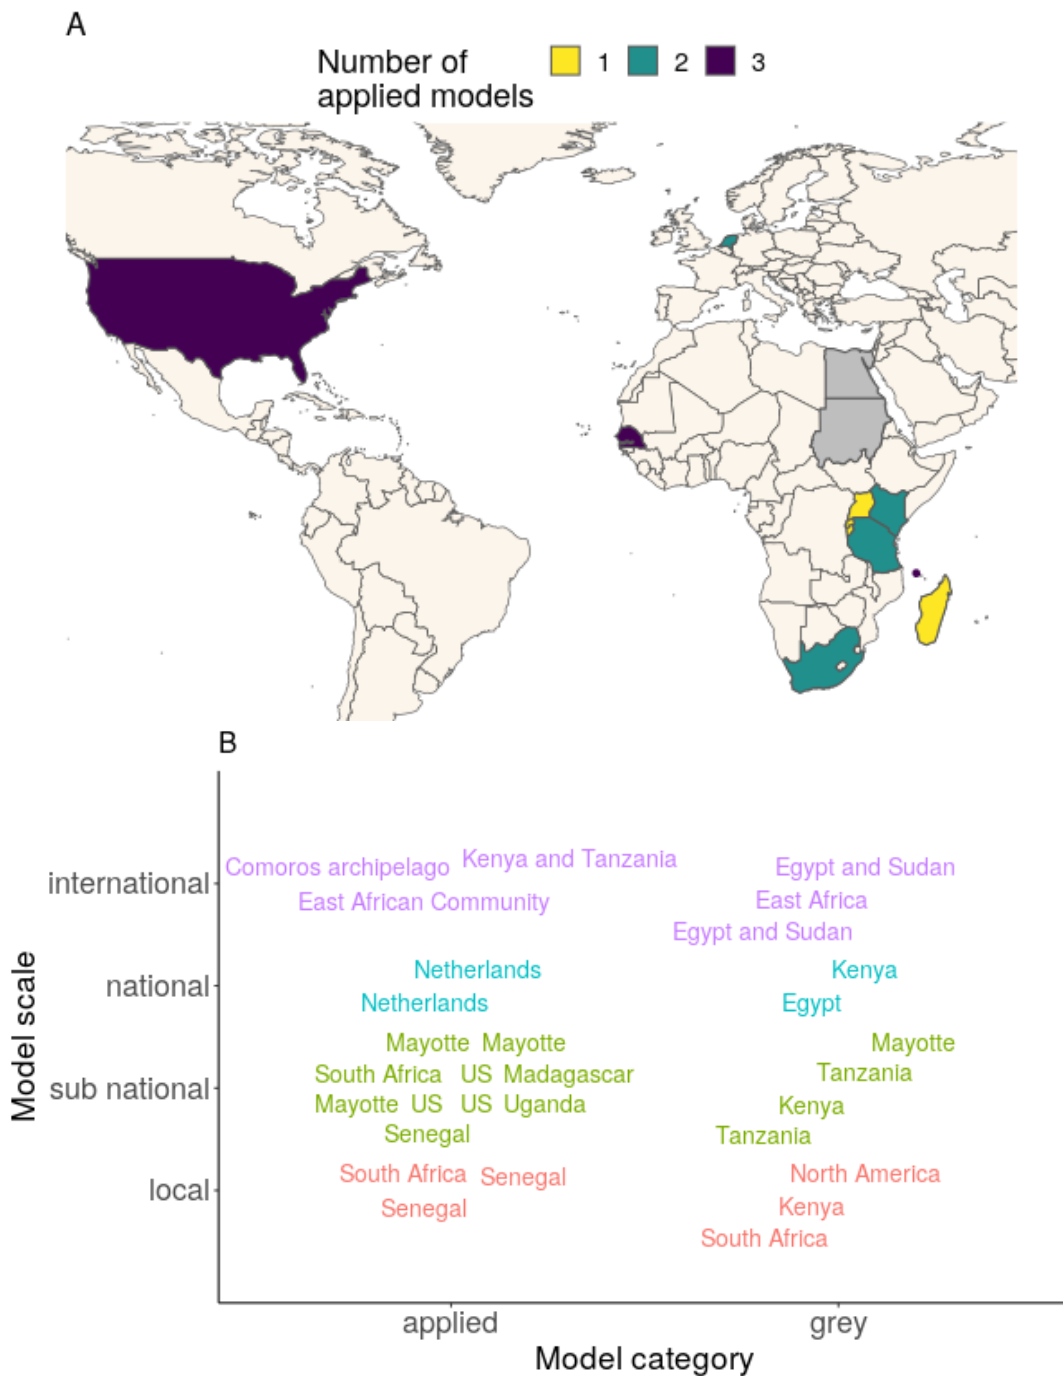 A
Number of
applied models
1 2 3
B
Comoros archipelago Kenya and Tanzania Egypt and Sudan
international
East African Community East Africa
Egypt and Sudan
Netherlands Kenya
national
Netherlands Egypt
Mayotte Mayotte Mayotte
South Africa US Madagascar Tanzania
sub national
Mayotte US US Uganda Kenya
Senegal Tanzania
South Africa Senegal North America
local
Senegal Kenya
South Africa
Model scale
applied grey
Model category